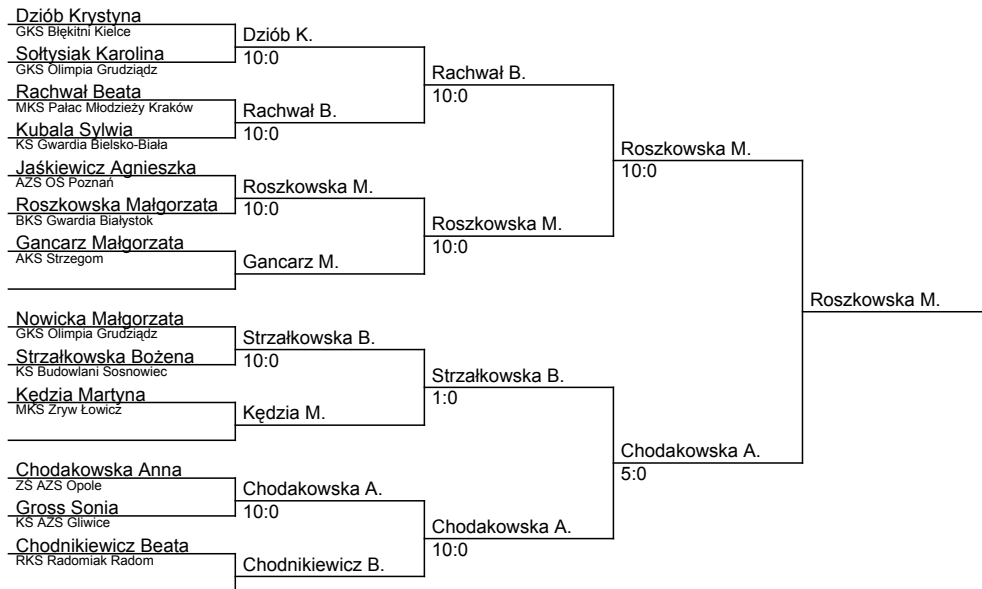 Dziób Krystyna
GKS Błękitni Kielce
Sołtysiak Karolina
GKS Olimpia Grudziądz
Rachwał Beata
MKS Pałac Młodzieży Kraków
Kubala Sylwia
KS Gwardia Bielsko-Biała
Jaśkiewicz Agnieszka
AZS OŚ Poznań
Roszkowska Małgorzata
BKS Gwardia Białystok
Gancarz Małgorzata
AKS Strzegom
Nowicka Małgorzata
GKS Olimpia Grudziądz
Strzałkowska Bożena
KS Budowlani Sosnowiec
Kędzia Martyna
MKS Zryw Łowicz
Chodakowska Anna
ZŚ AZS Opole
Gross Sonia
KS AZS Gliwice
Chodnikiewicz Beata
RKS Radomiak Radom
Dziób K.
10:0
Rachwał B.
10:0
Roszkowska M.
10:0
Gancarz M.
Strzałkowska B.
10:0
Kędzia M.
Chodakowska A.
10:0
Chodnikiewicz B.
Rachwał B.
10:0
Roszkowska M.
10:0
Strzałkowska B.
1:0
Chodakowska A.
10:0
Roszkowska M.
10:0
Chodakowska A.
5:0
Roszkowska M.